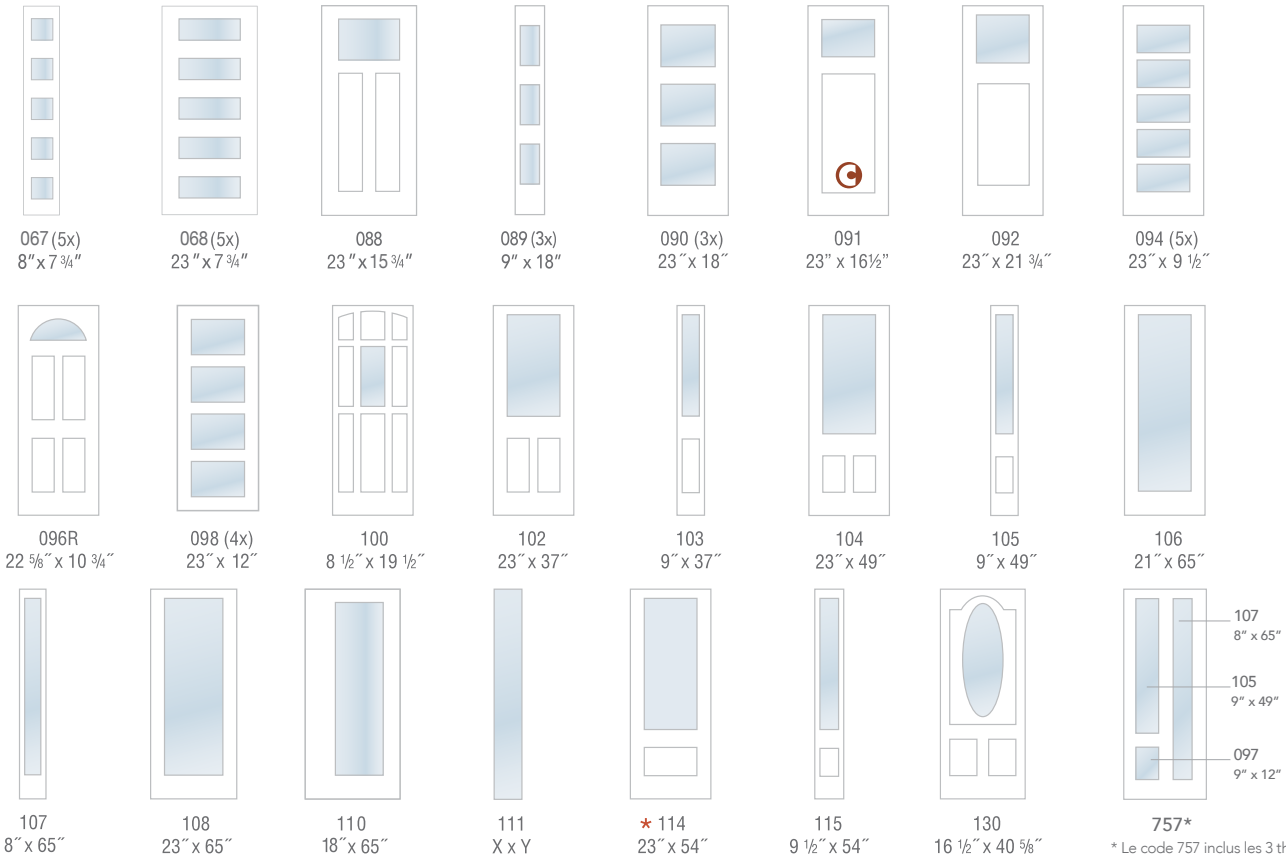 067 (5x)
8" x 7 ¾"
068 (5x)
23 " x 7 ¾"
088
23 " x 15 ¾"
089 (3x)
9" x 18"
090 (3x)
23˝ x 18˝
091
23” x 16½”
092
23˝ x 21 ¾˝
094 (5x)
23˝ x 9 ½˝
096R
22 ⅝˝ x 10 ¾˝
098 (4x)
23˝ x 12˝
100
8 ½˝ x 19 ½˝
102
23˝ x 37˝
103
9˝ x 37˝
104
23˝ x 49˝
105
9˝ x 49˝
106
21˝ x 65˝
107
8˝ x 65˝
108
23˝ x 65˝
110
18˝ x 65˝
111
X x Y
* 114
23˝ x 54˝
115
9 ½˝ x 54˝
130
16 ½˝ x 40 ⅝˝
107
8" x 65"
105
9" x 49"
097
9" x 12"
757*
* Le code 757 inclus les 3